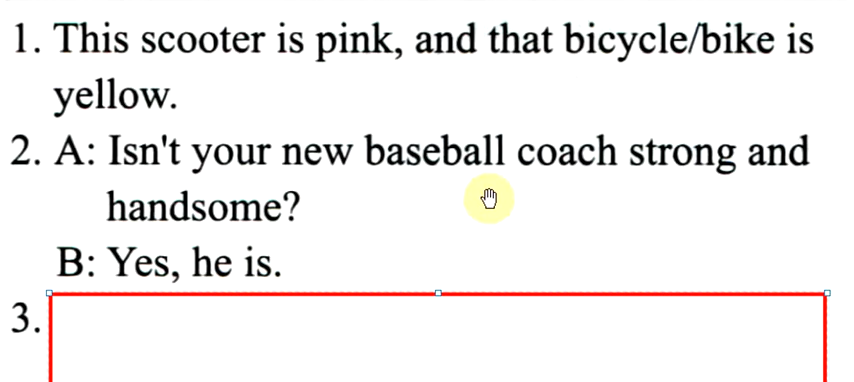 1. This scooter is pink, and that bicycle/bike is
yellow.
2. A: Isn't your new baseball coach strong and
handsome?
B: Yes, he is.
3.